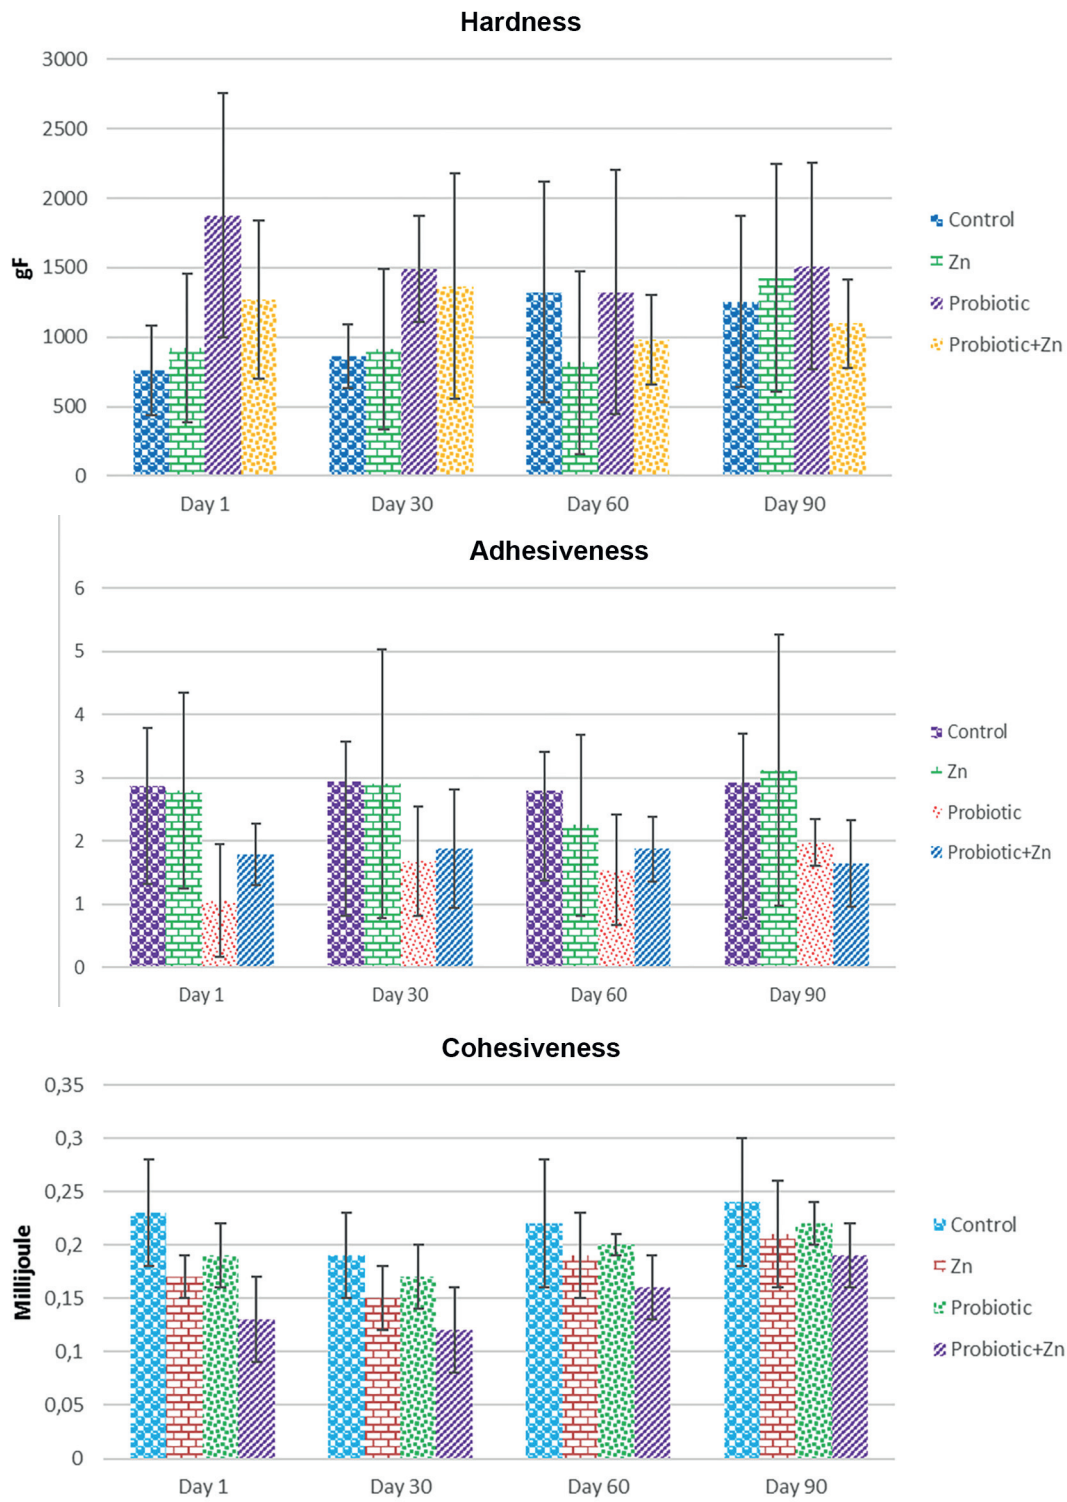 Hardness
3000
2500
2000
1500
1000
500
0
gF
Day 1 Day 30 Day 60 Day 90
Control
Zn
Probiotic
Probiotic+Zn
Adhesiveness
6
5
4
3
2
1
0
Day 1 Day 30 Day 60 Day 90
Control
Zn
Probiotic
Probiotic+Zn
Cohesiveness
0,35
0,3
0,25
0,2
0,15
0,1
0,05
0
Millijoule
Day 1 Day 30 Day 60 Day 90
Control
Zn
Probiotic
Probiotic+Zn